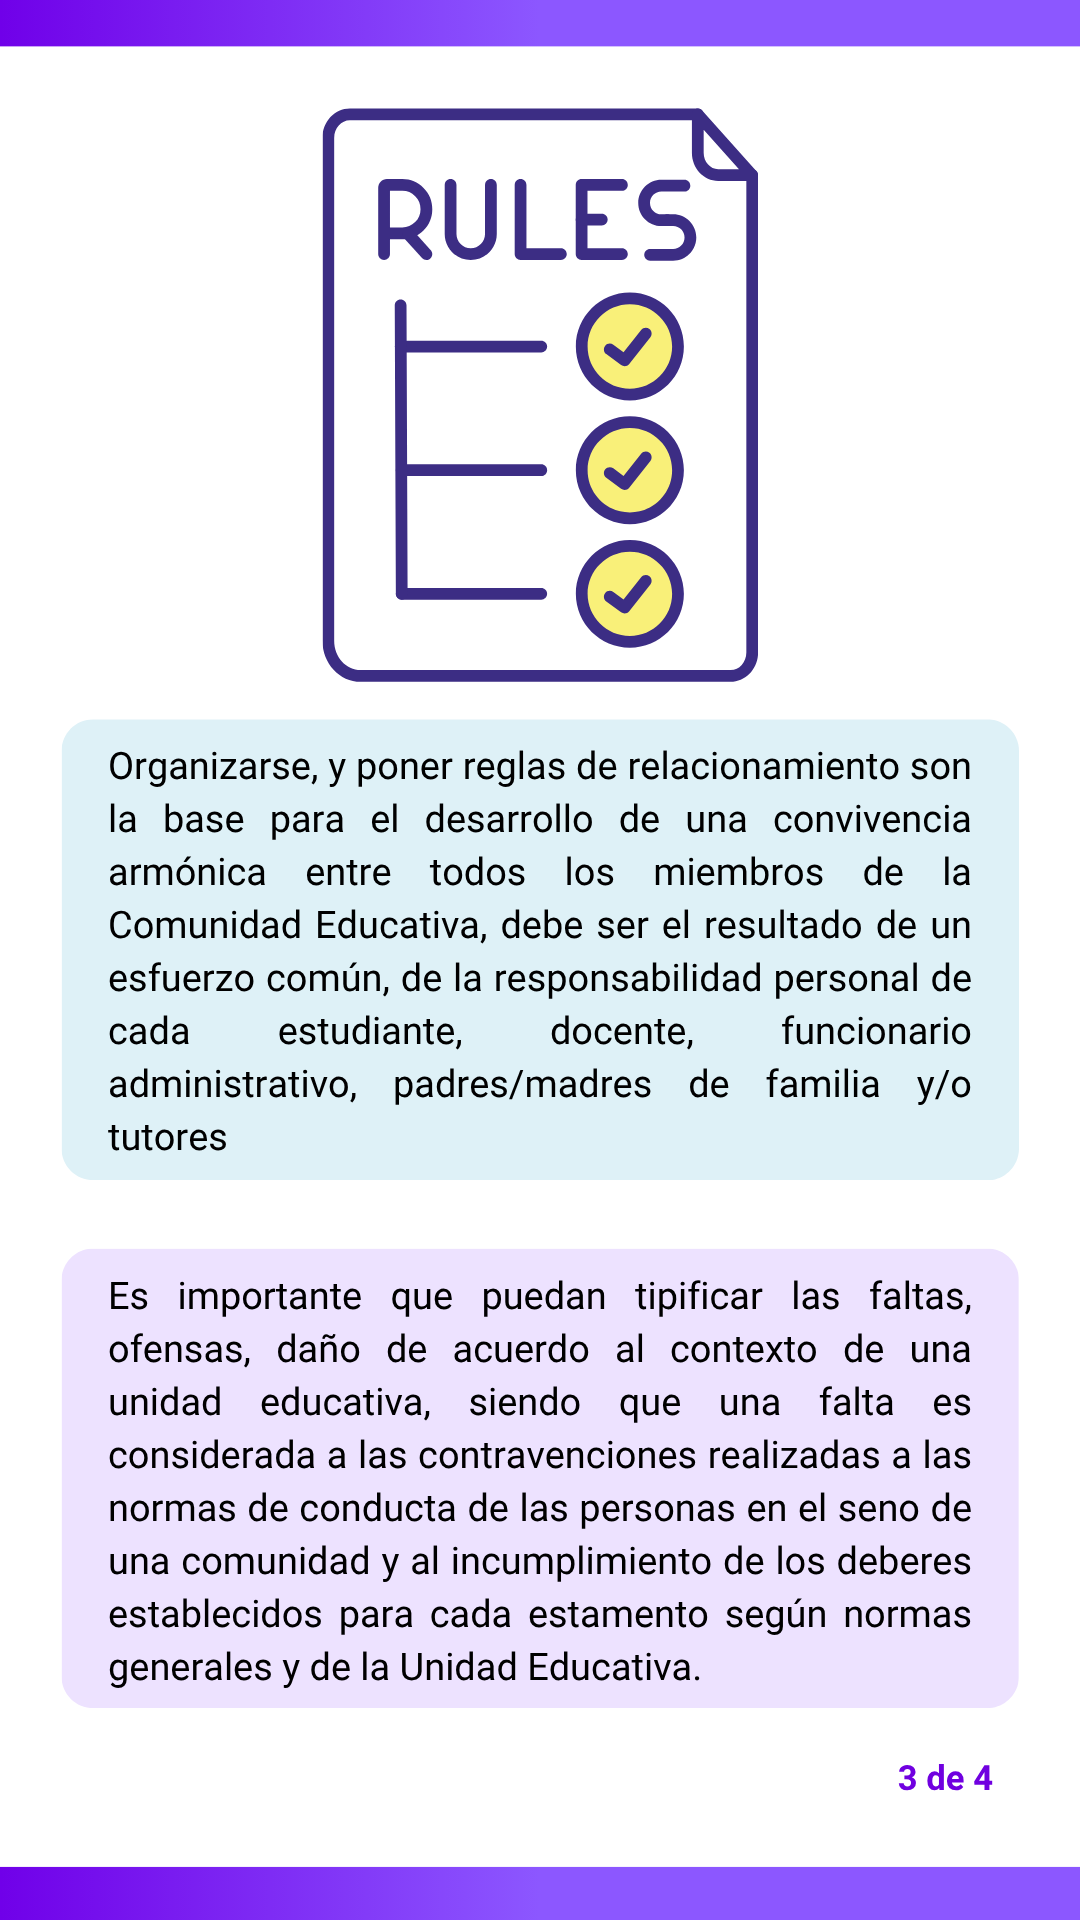 RULES
Organizarse, y poner reglas de relacionamiento son
la base para el desarrollo de una convivencia
armónica entre todos los miembros de la
Comunidad Educativa, debe ser el resultado de un
esfuerzo común, de la responsabilidad personal de
cada estudiante, docente, funcionario
administrativo, padres/madres de familia y/o
tutores
Es importante que puedan tipificar las faltas,
ofensas, daño de acuerdo al contexto de una
unidad educativa, siendo que una falta es
considerada a las contravenciones realizadas a las
normas de conducta de las personas en el seno de
una comunidad y al incumplimiento de los deberes
establecidos para cada estamento según normas
generales y de la Unidad Educativa.
3 de 4